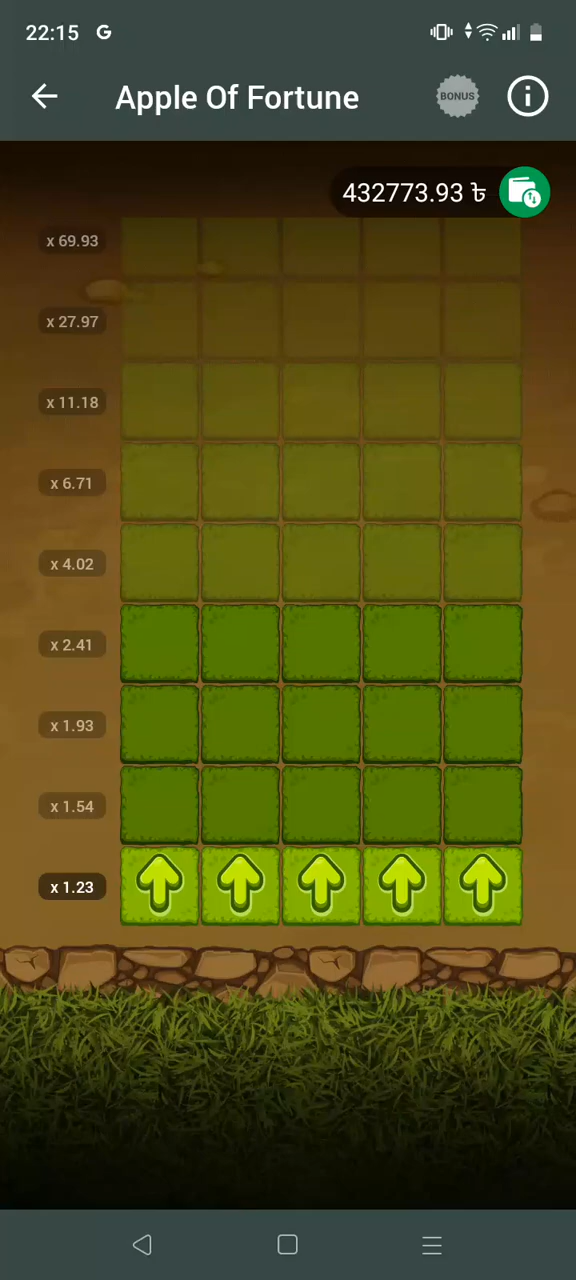 22:15 G
Apple Of Fortune
BONUS
432773.93 ৳
x 69.93
x 27.97
x 11.18
x 6.71
x 4.02
x 2.41
x 1.93
x 1.54
x 1.23